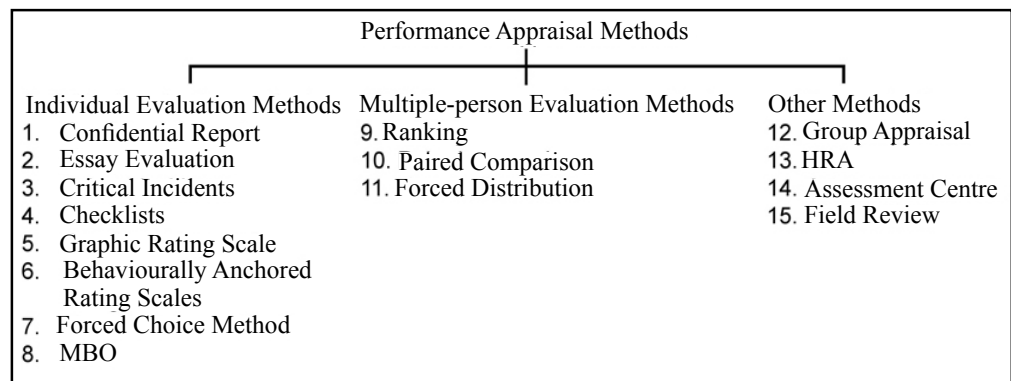 Performance Appraisal Methods
Individual Evaluation Methods
1. Confidential Report
2. Essay Evaluation
3. Critical Incidents
4. Checklists
5. Graphic Rating Scale
6. Behaviourally Anchored
Rating Scales
7. Forced Choice Method
8. MBO
Multiple-person Evaluation Methods
9. Ranking
10. Paired Comparison
11. Forced Distribution
Other Methods
12. Group Appraisal
13. HRA
14. Assessment Centre
15. Field Review